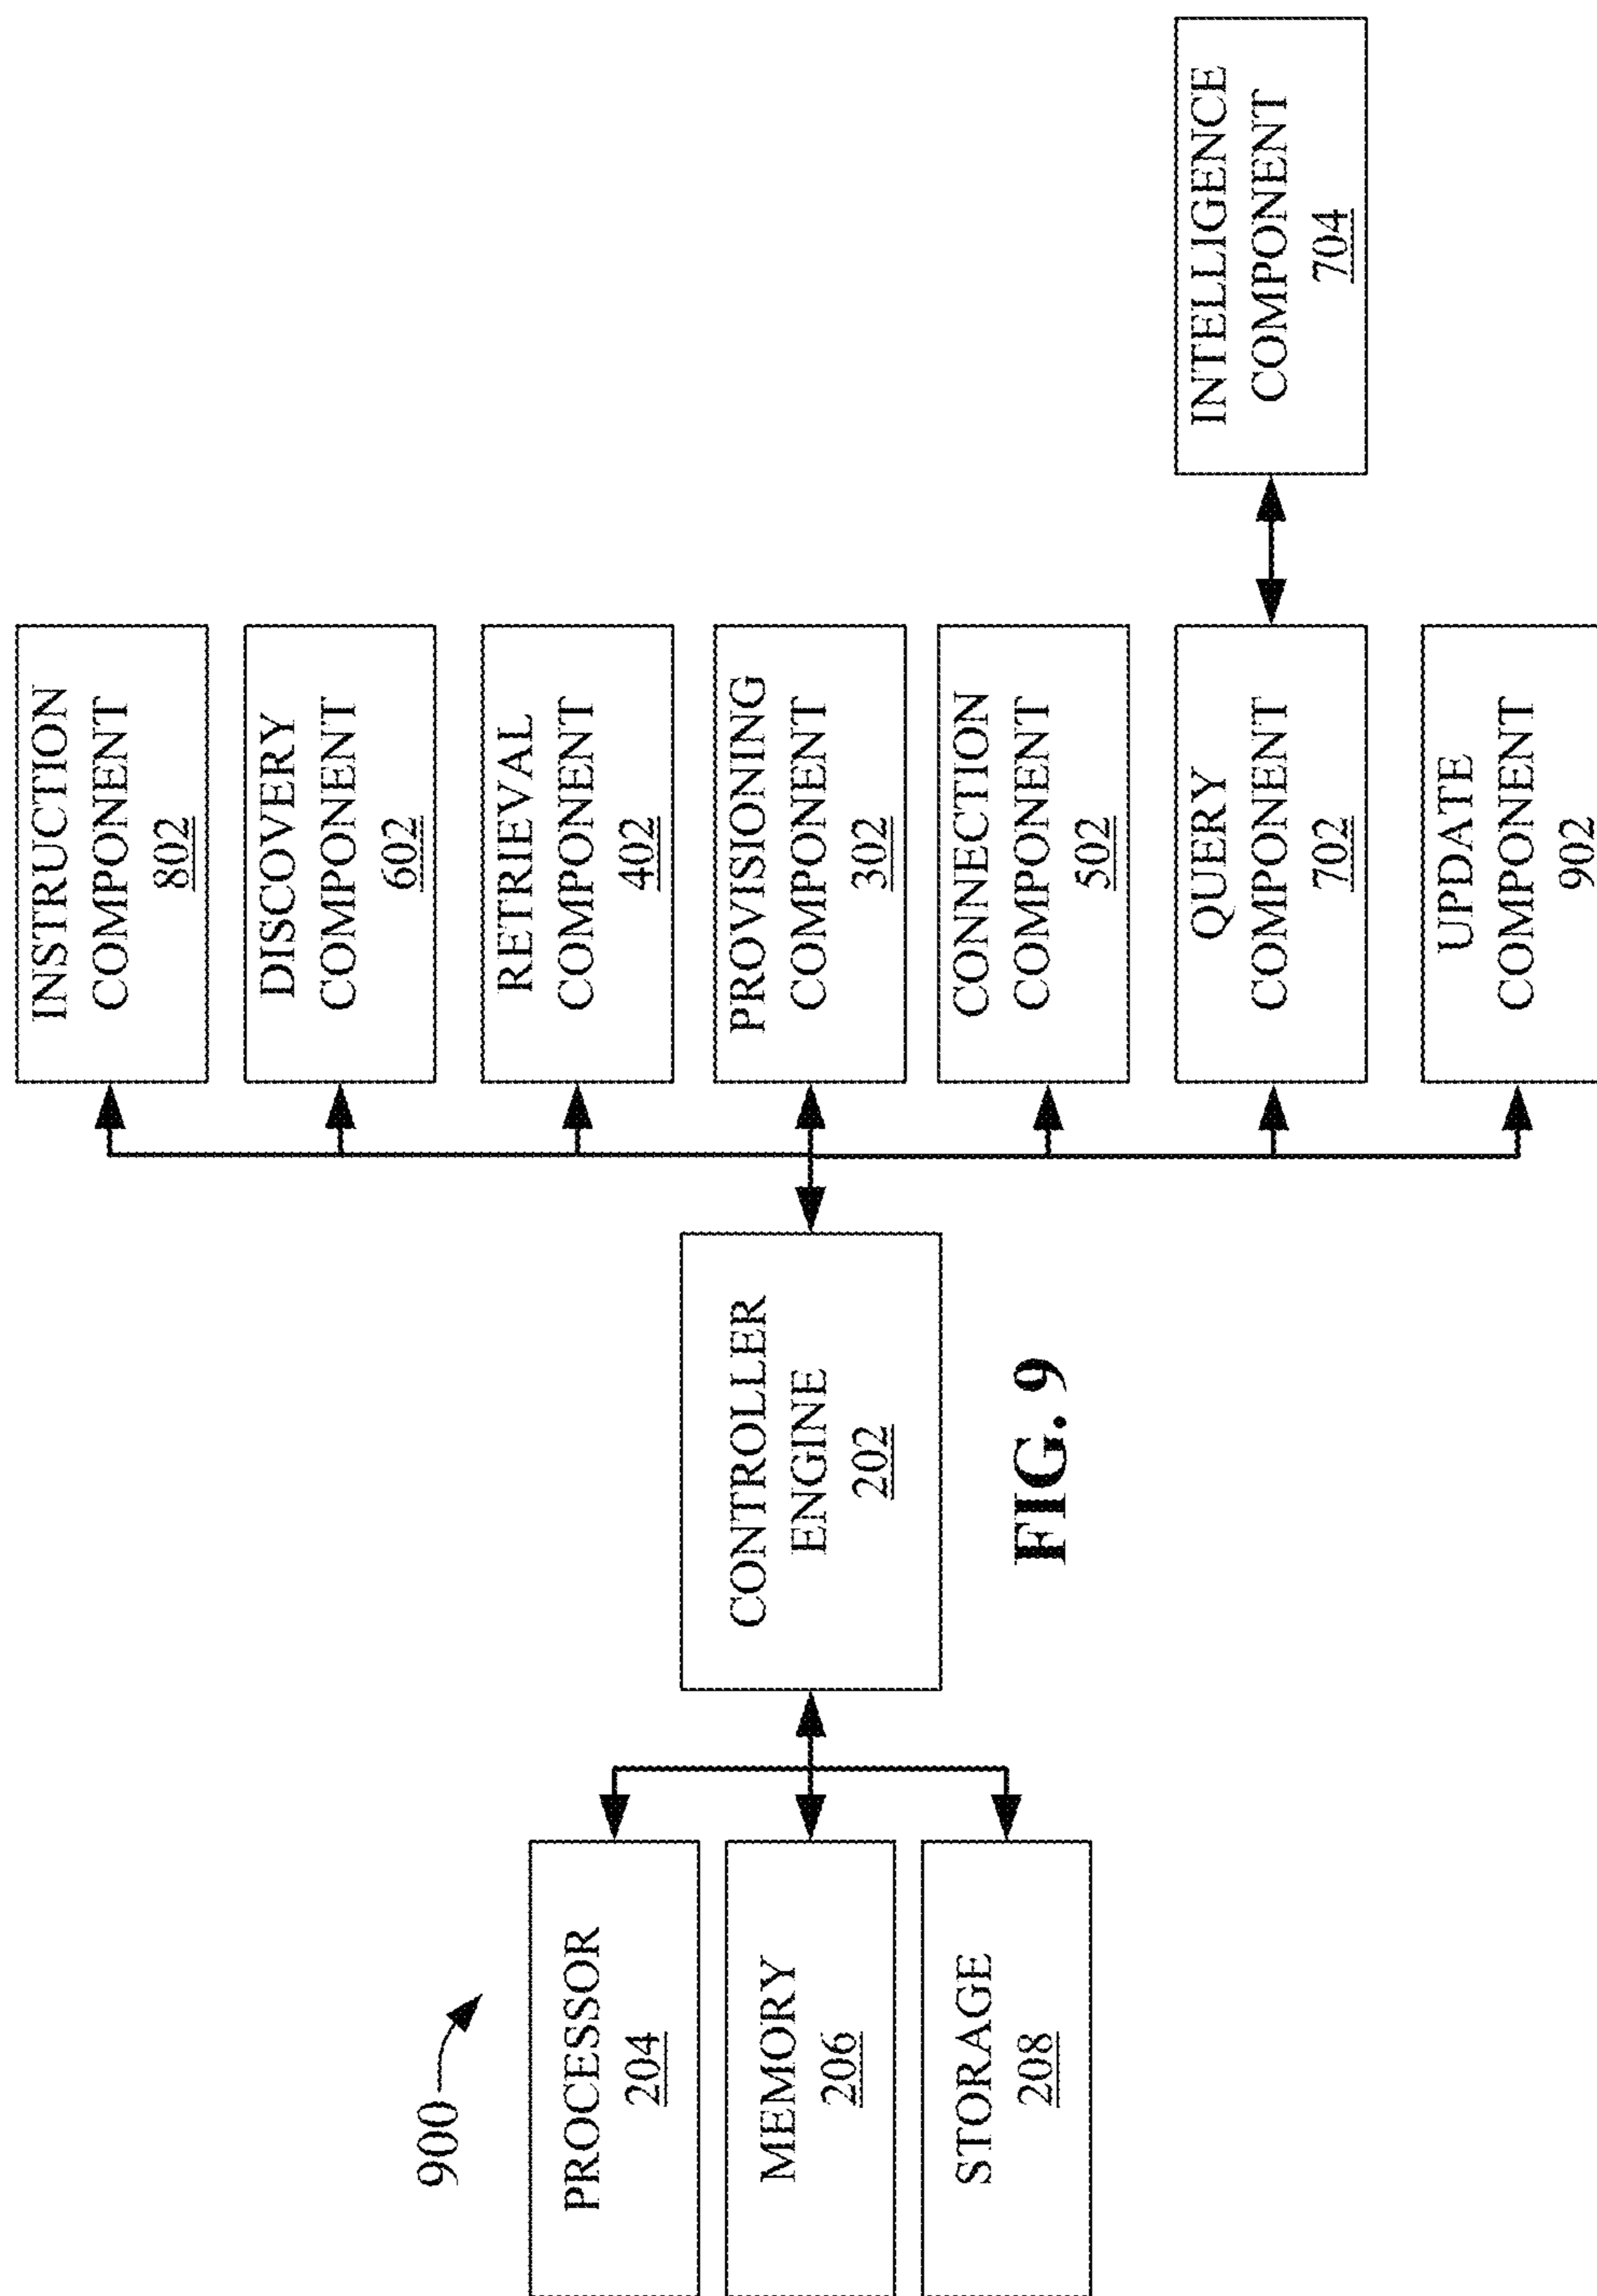 900
PROCESSOR
204
MEMORY
206
STORAGE
208
CONTROLLER
ENGINE
202
INSTRUCTION
COMPONENT
802
DISCOVERY
COMPONENT
602
RETRIEVAL
COMPONENT
402
PROVISIONING
COMPONENT
302
CONNECTION
COMPONENT
502
QUERY
COMPONENT
702
UPDATE
COMPONENT
902
INTELLIGENCE
COMPONENT
704
FIG. 9